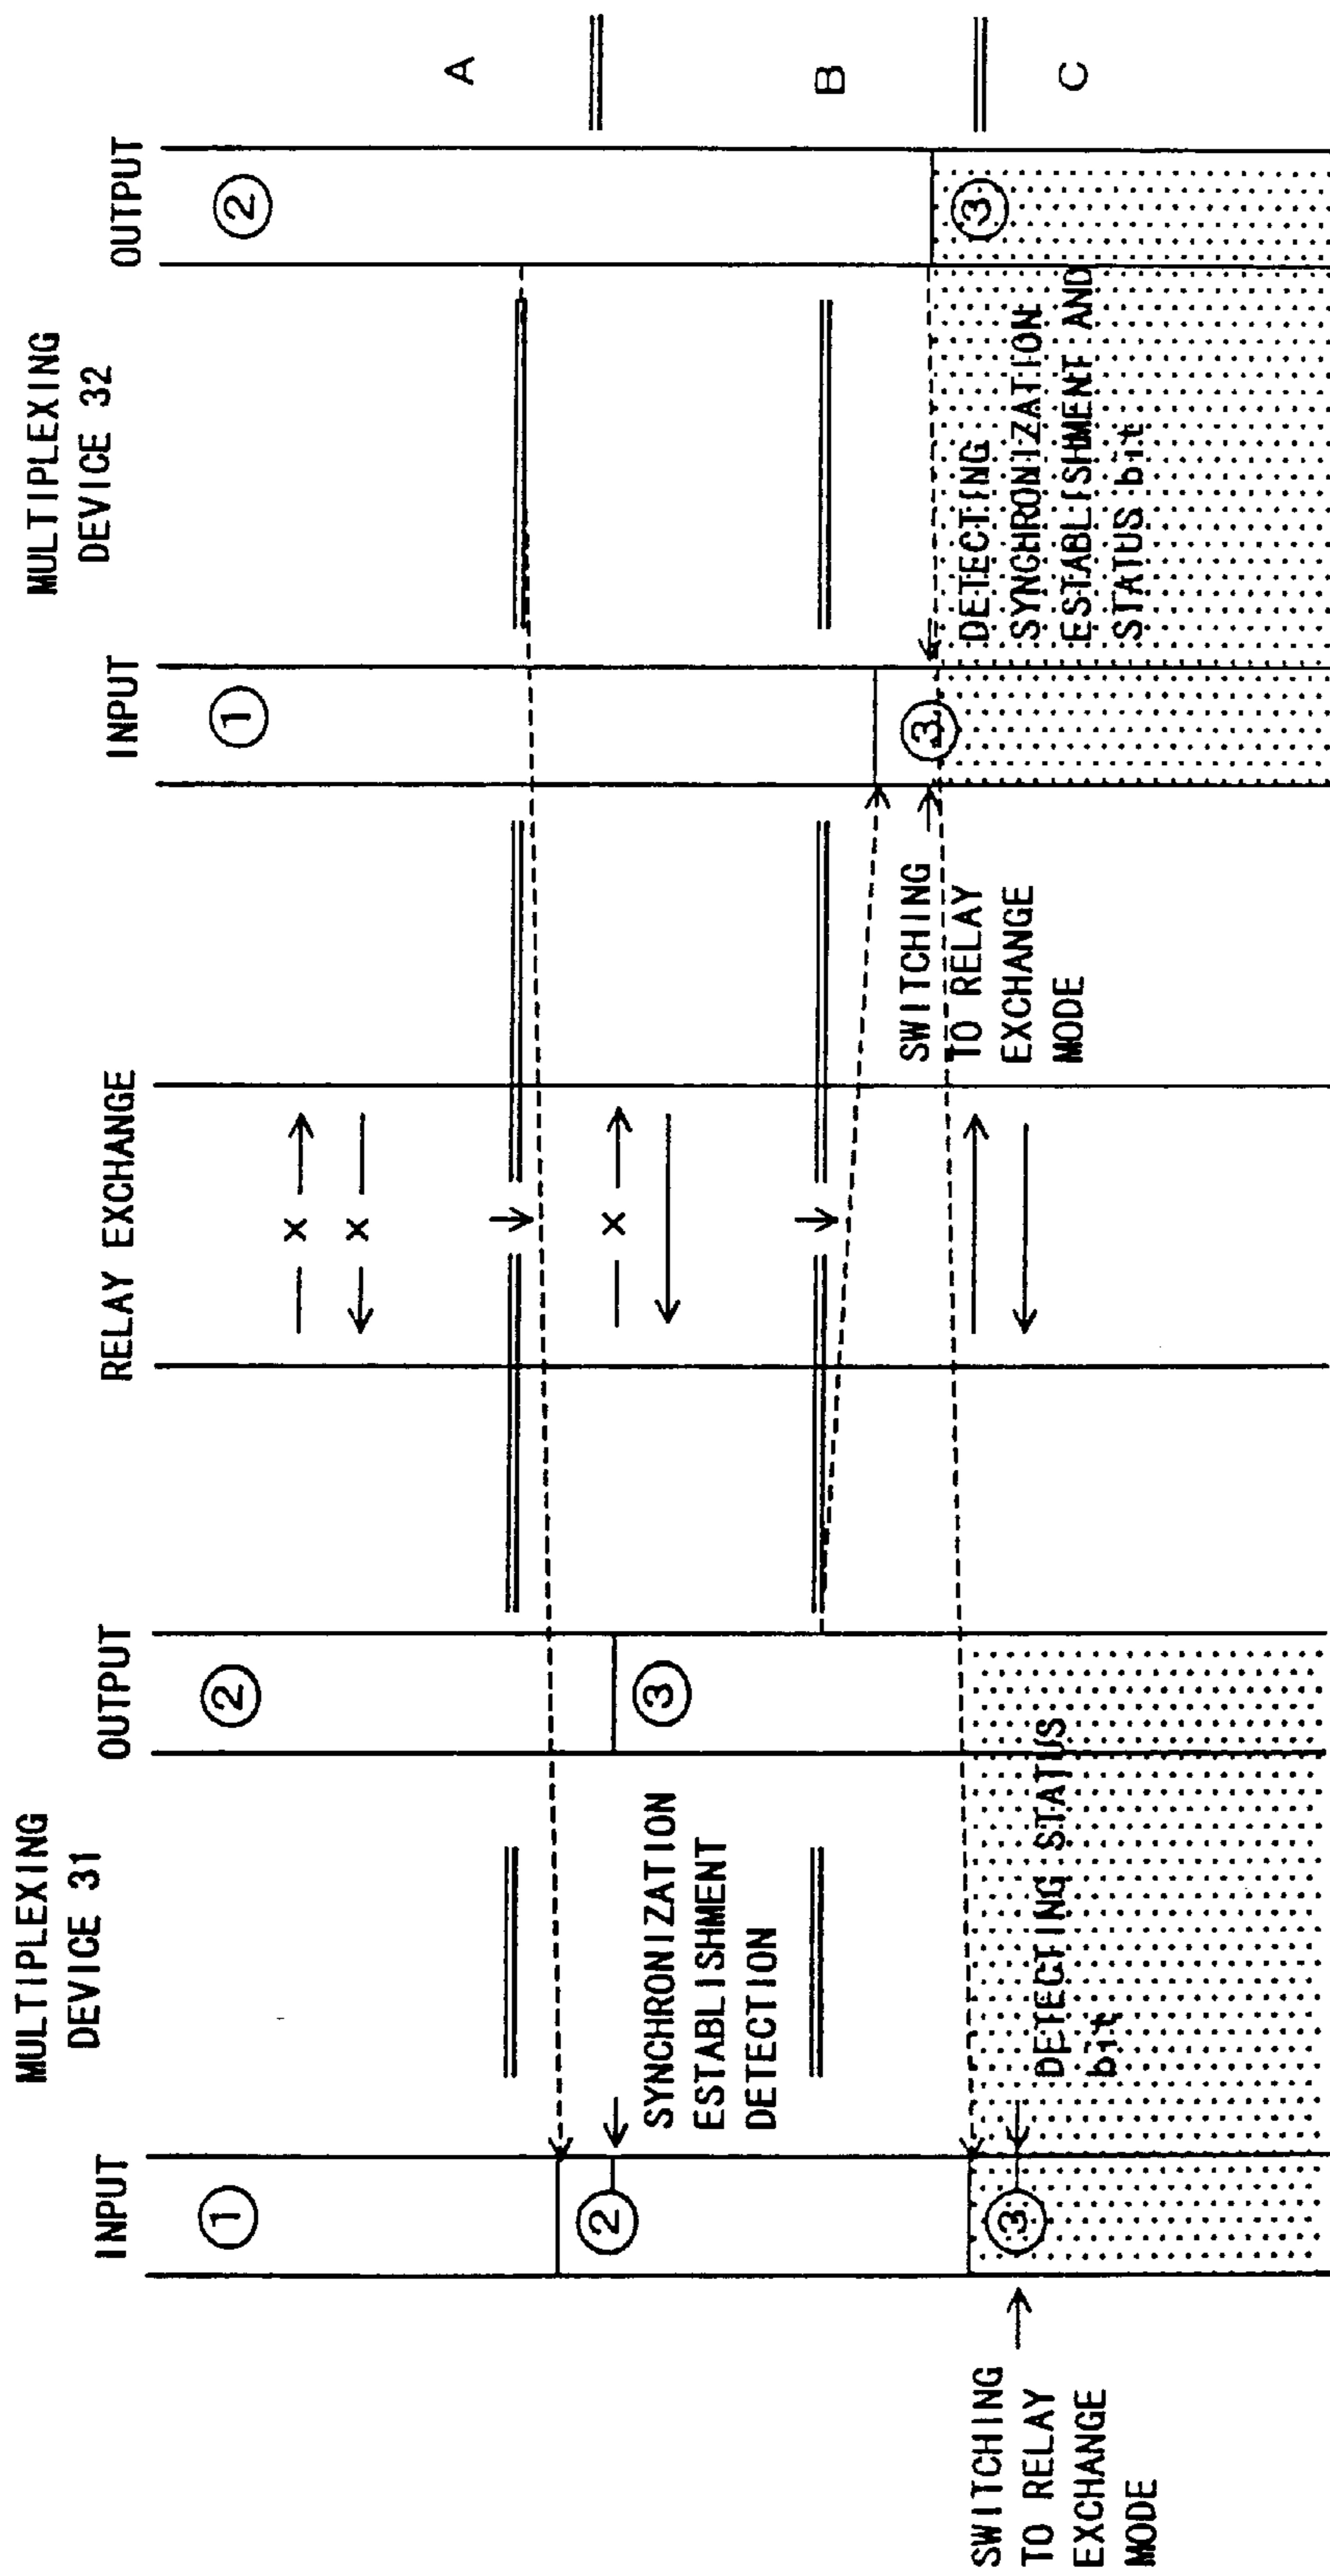 MULTIPLEXING
DEVICE 31
RELAY EXCHANGE
MULTIPLEXING
DEVICE 32
INPUT
OUTPUT
INPUT
OUTPUT
①
②
①
②
x
x
A
②
SYNCHRONIZATION
ESTABLISHMENT
DETECTION
③
x
B
③
SWITCHING
TO RELAY
EXCHANGE
MODE
③
DETECTING STATUS
bit
SWITCHING
TO RELAY
EXCHANGE
MODE
DETECTING
SYNCHRONIZATION
ESTABLISHMENT AND
STATUS bit
③
C